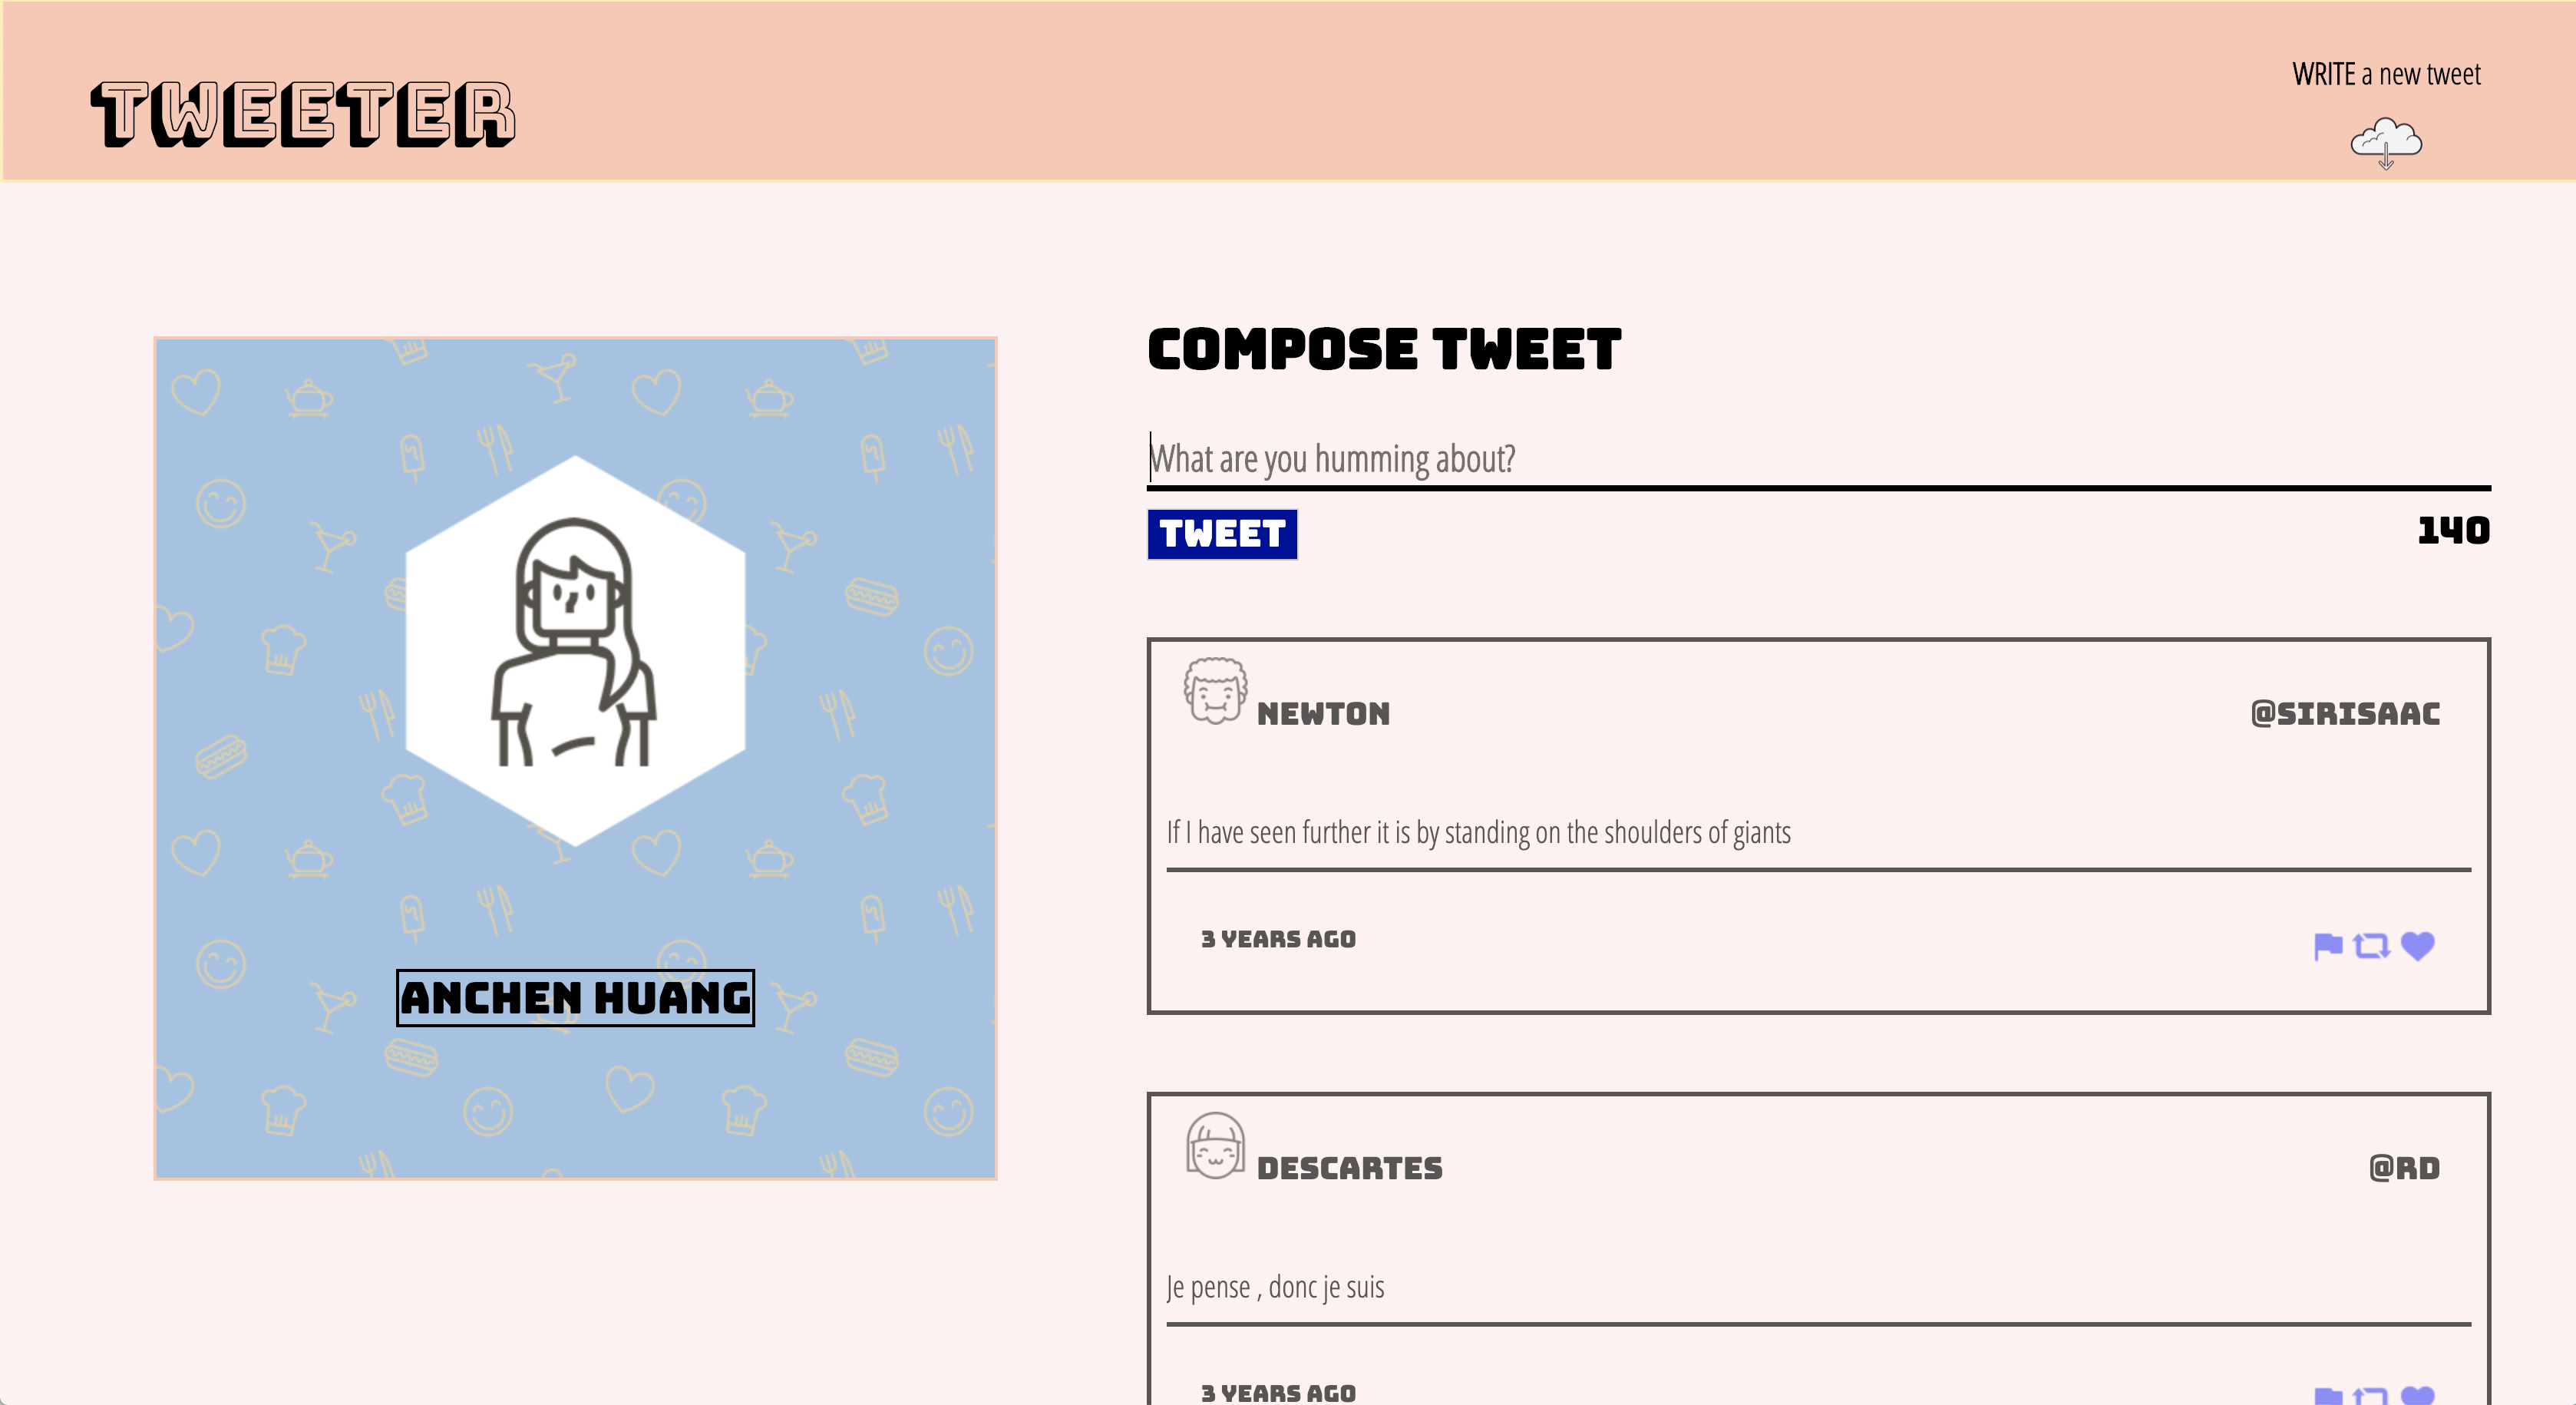 TWEETER
WRITE a new tweet
ANCHEN HUANG
COMPOSE TWEET
What are you humming about?
TWEET
140
NEWTON
@SIRISAAC
If I have seen further it is by standing on the shoulders of giants
3 YEARS AGO
DESCARTES
@RD
Je pense , donc je suis
3 YEARS AGO